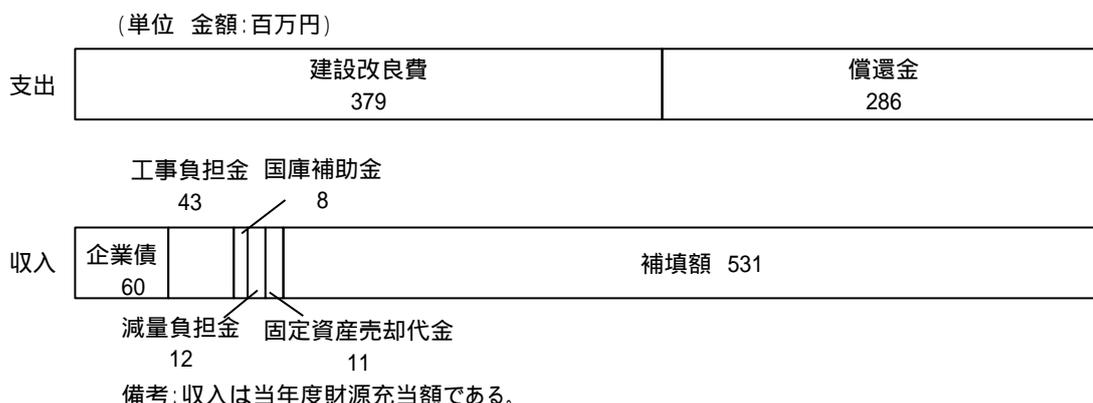 (単位 金額:百万円)
支出
建設改良費
379
償還金
286
工事負担金 国庫補助金
43 8
収入
企業債
60
補填額 531
減量負担金 固定資産売却代金
12 11
備考:収入は当年度財源充当額である。